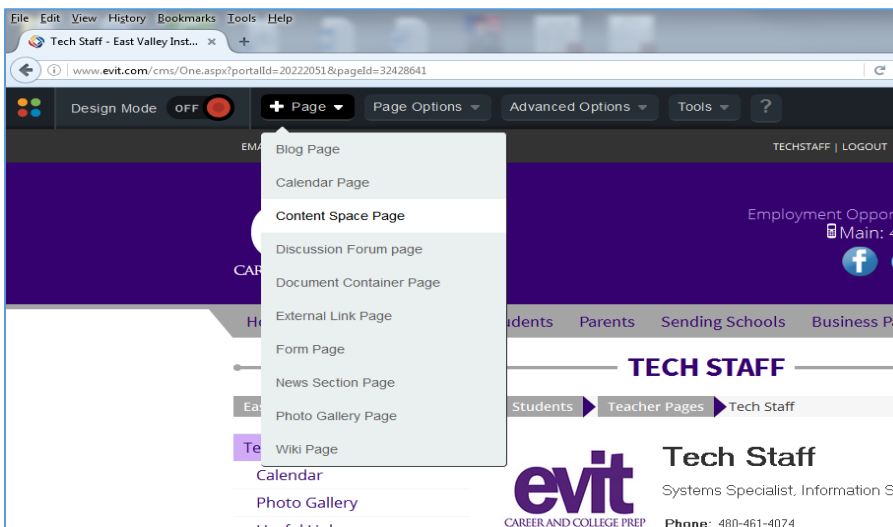 File Edit View History Bookmarks Tools Help
Tech Staff - East Valley Inst... × +
www.evit.com/cms/One.aspx?portalId=20222051&pageId=32428641
Design Mode OFF + Page Page Options Advanced Options Tools ?
TECHSTAFF | LOGOUT
Blog Page
Calendar Page
Content Space Page
Discussion Forum page
Document Container Page
External Link Page
Form Page
News Section Page
Photo Gallery Page
Wiki Page
Main:
Parents Sending Schools Business
TECH STAFF
Students Teacher Pages Tech Staff
Calendar
Photo Gallery
evit
CAREER AND COLLEGE PREP
Tech Staff
Systems Specialist, Information
Phone: 480-461-4074